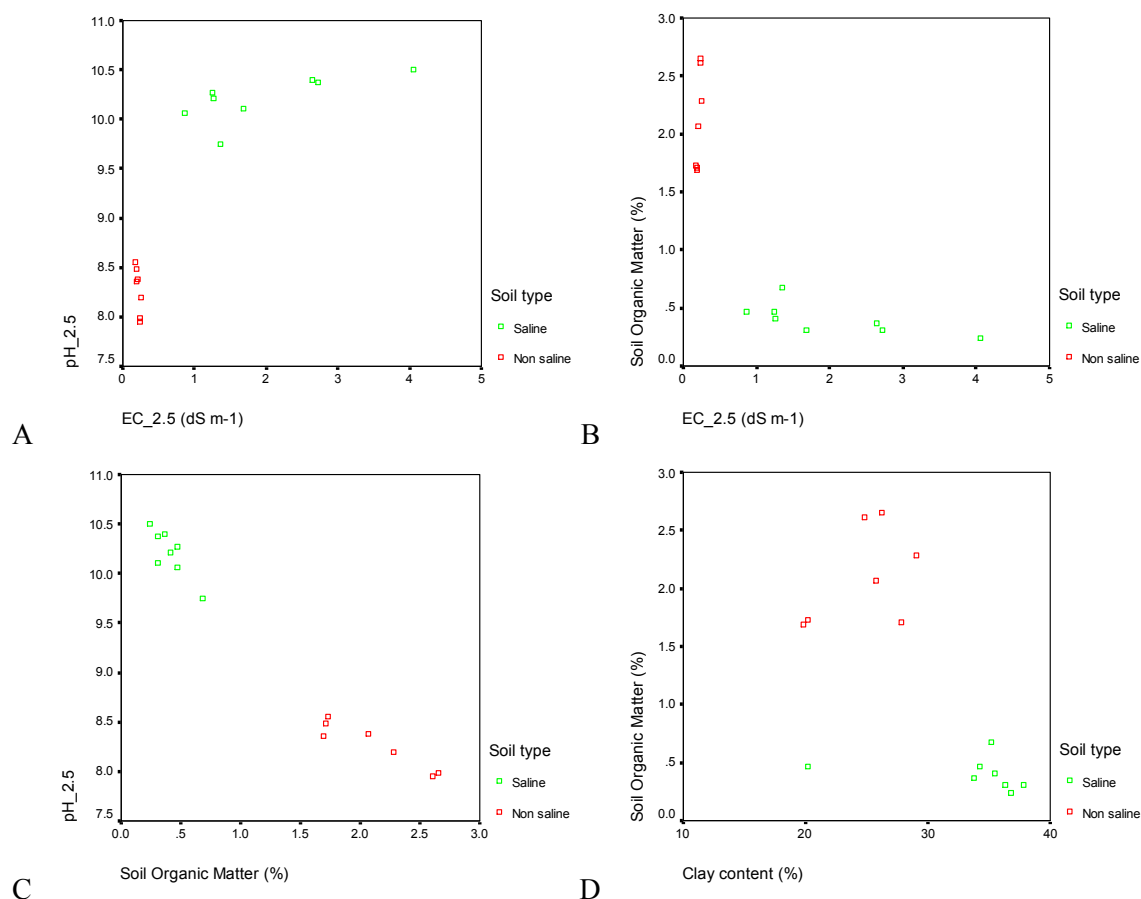 11.0
10.5
10.0
9.5
9.0
8.5
8.0
7.5
pH_2.5
0
1
2
3
4
5
EC_2.5 (dS m-1)
Soil type
Saline
Non saline
A
3.0
2.5
2.0
1.5
1.0
.5
0.0
Soil Organic Matter (%)
0
1
2
3
4
5
EC_2.5 (dS m-1)
Soil type
Saline
Non saline
B
11.0
10.5
10.0
9.5
9.0
8.5
8.0
7.5
pH_2.5
0.0
.5
1.0
1.5
2.0
2.5
3.0
Soil Organic Matter (%)
Soil type
Saline
Non saline
C
3.0
2.5
2.0
1.5
1.0
.5
0.0
Soil Organic Matter (%)
10
20
30
40
Clay content (%)
Soil type
Saline
Non saline
D